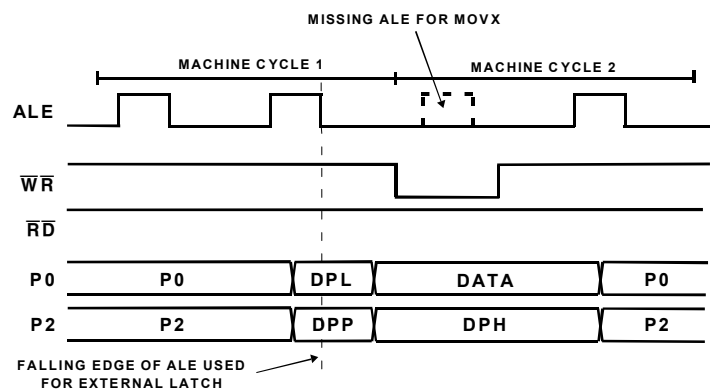 MISSING ALE FOR MOVX
MACHINE CYCLE 1
MACHINE CYCLE 2
ALE
WR
RD
P0 P0 DPL DATA P0
P2 P2 DPP DPH P2
FALLING EDGE OF ALE USED
FOR EXTERNAL LATCH